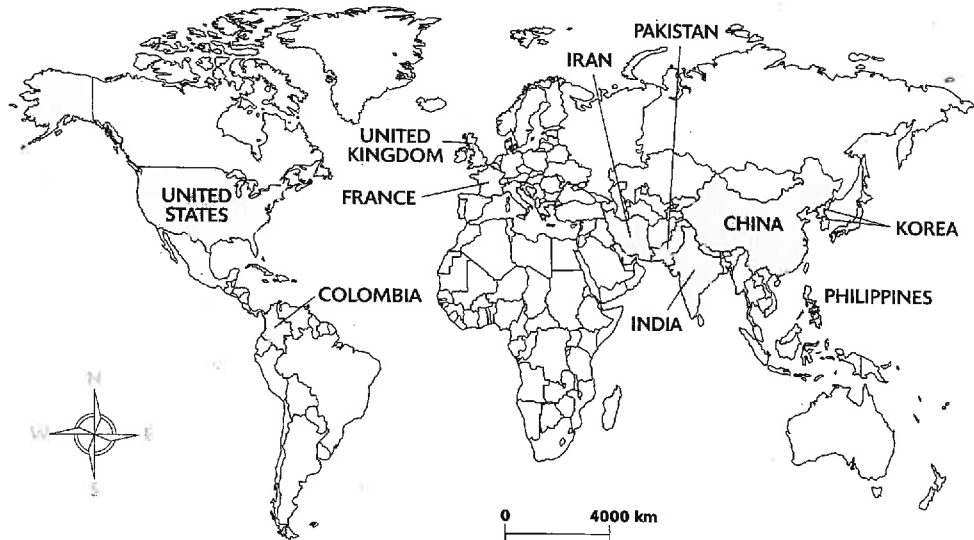 PAKISTAN
IRAN
UNITED
KINGDOM
FRANCE
UNITED
STATES
CHINA
KOREA
COLOMBIA
PHILIPPINES
INDIA
N
W
E
S
0 4000 km